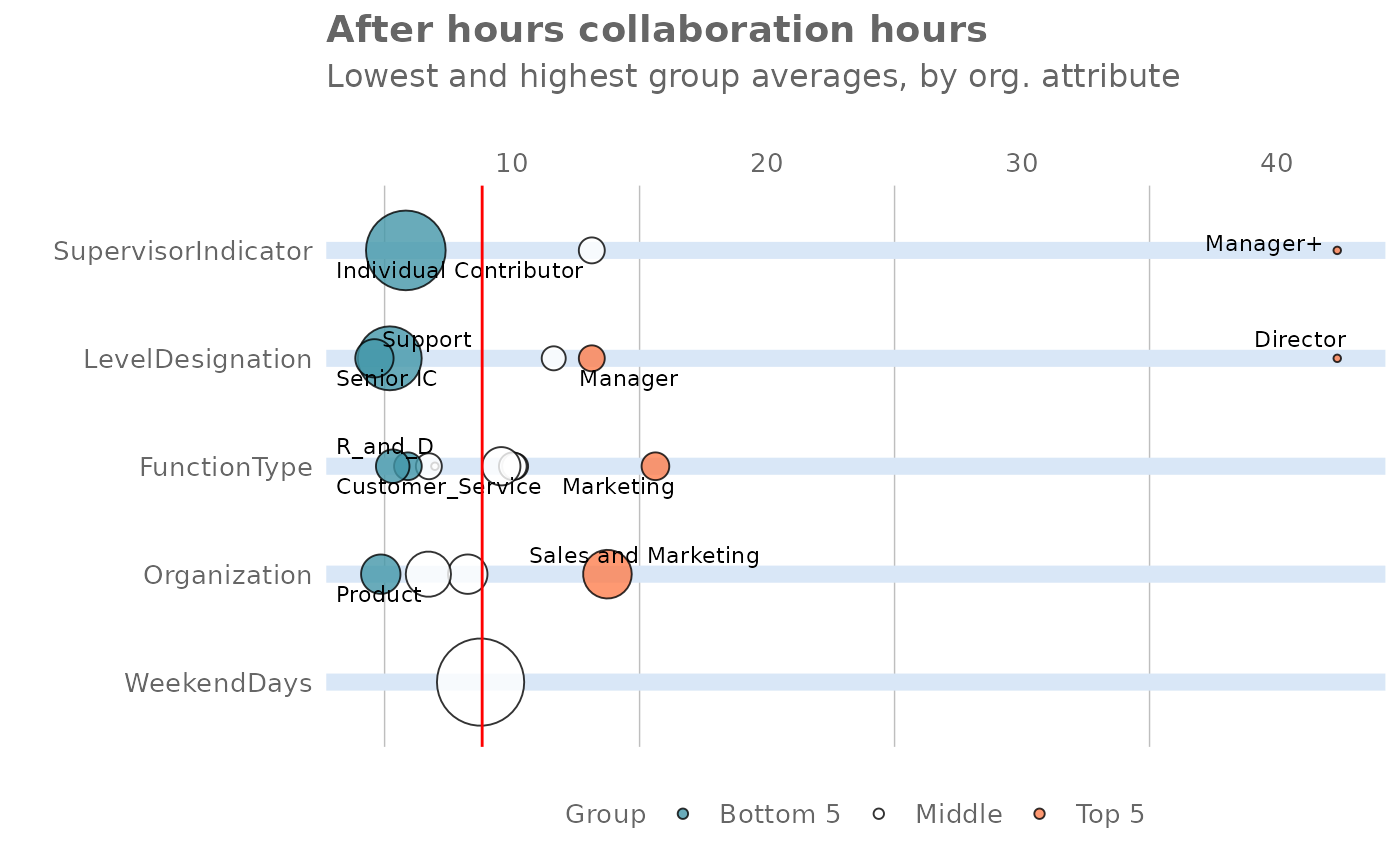 After hours collaboration hours
Lowest and highest group averages, by org. attribute
10 20 30 40
SupervisorIndicator
Manager+
Individual Contributor
Support
Director
LevelDesignation
Senior IC
Manager
R_and_D
FunctionType
Customer_Service
Marketing
Sales and Marketing
Organization
Product
WeekendDays
Group Bottom 5 Middle Top 5